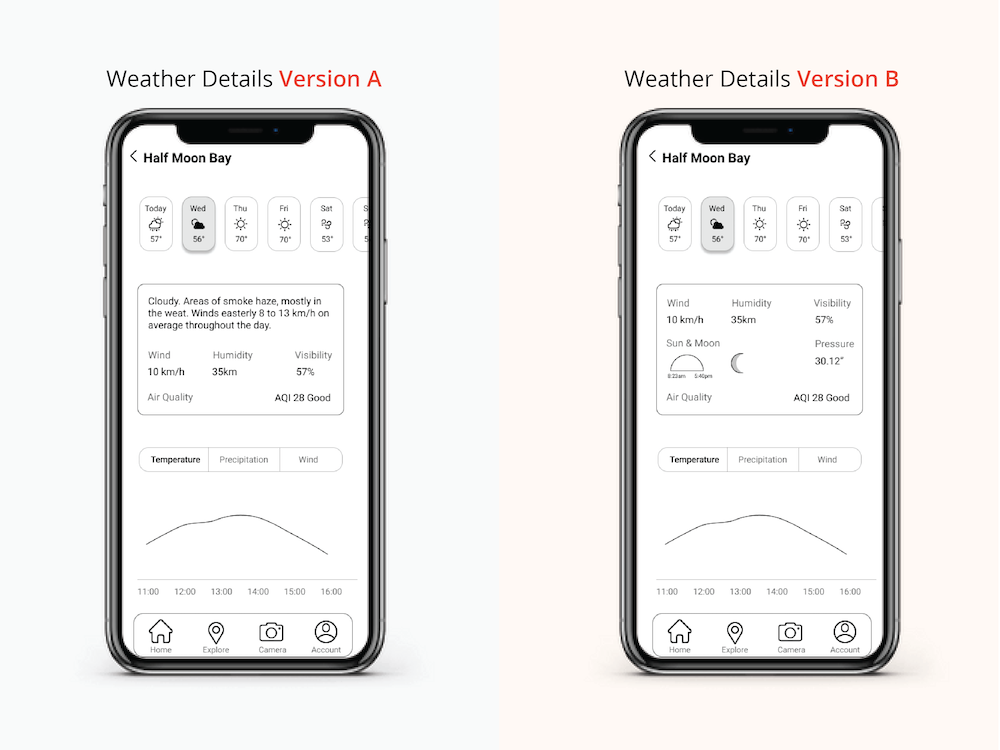 Weather Details Version A
Half Moon Bay
Today Wed Thu Fri Sat S
57° 56° 70° 70° 53° 5
Cloudy. Areas of smoke haze, mostly in
the weat. Winds easterly 8 to 13 km/h on
average throughout the day.
Wind Humidity Visibility
10 km/h 35km 57%
Air Quality AQI 28 Good
Temperature Precipitation Wind
11:00 12:00 13:00 14:00 15:00 16:00
Home Explore Camera Account
Weather Details Version B
Half Moon Bay
Today Wed Thu Fri Sat
57° 56° 70° 70° 53°
Wind Humidity Visibility
10 km/h 35km 57%
Sun & Moon Pressure
30.12"
8:23am 5:40pm
Air Quality AQI 28 Good
Temperature Precipitation Wind
11:00 12:00 13:00 14:00 15:00 16:00
Home Explore Camera Account